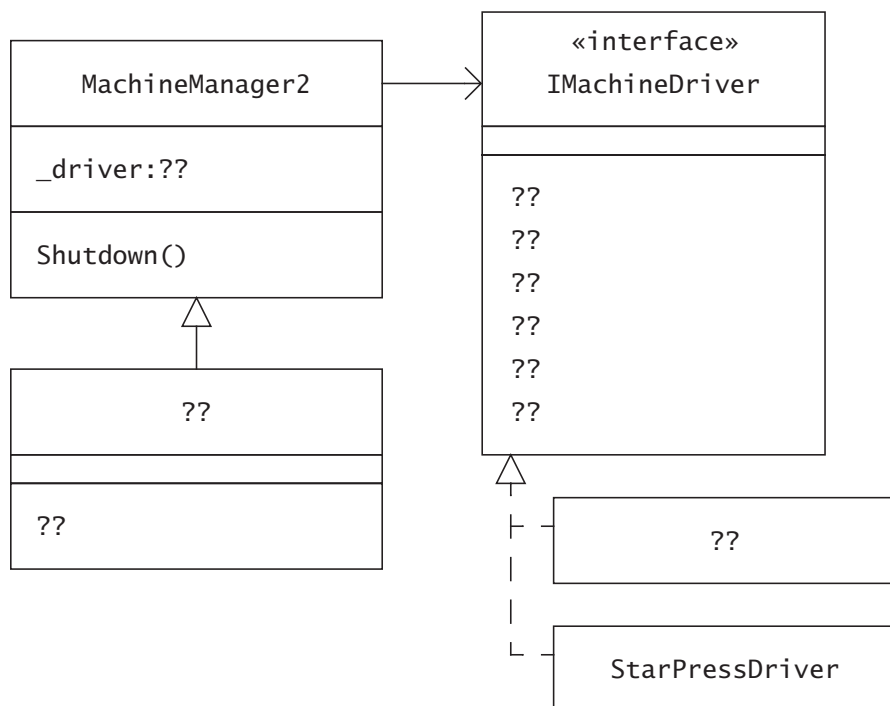 MachineManager2
_driver:??
Shutdown()
??
??
«interface»
IMachineDriver
??
??
??
??
??
??
??
StarPressDriver